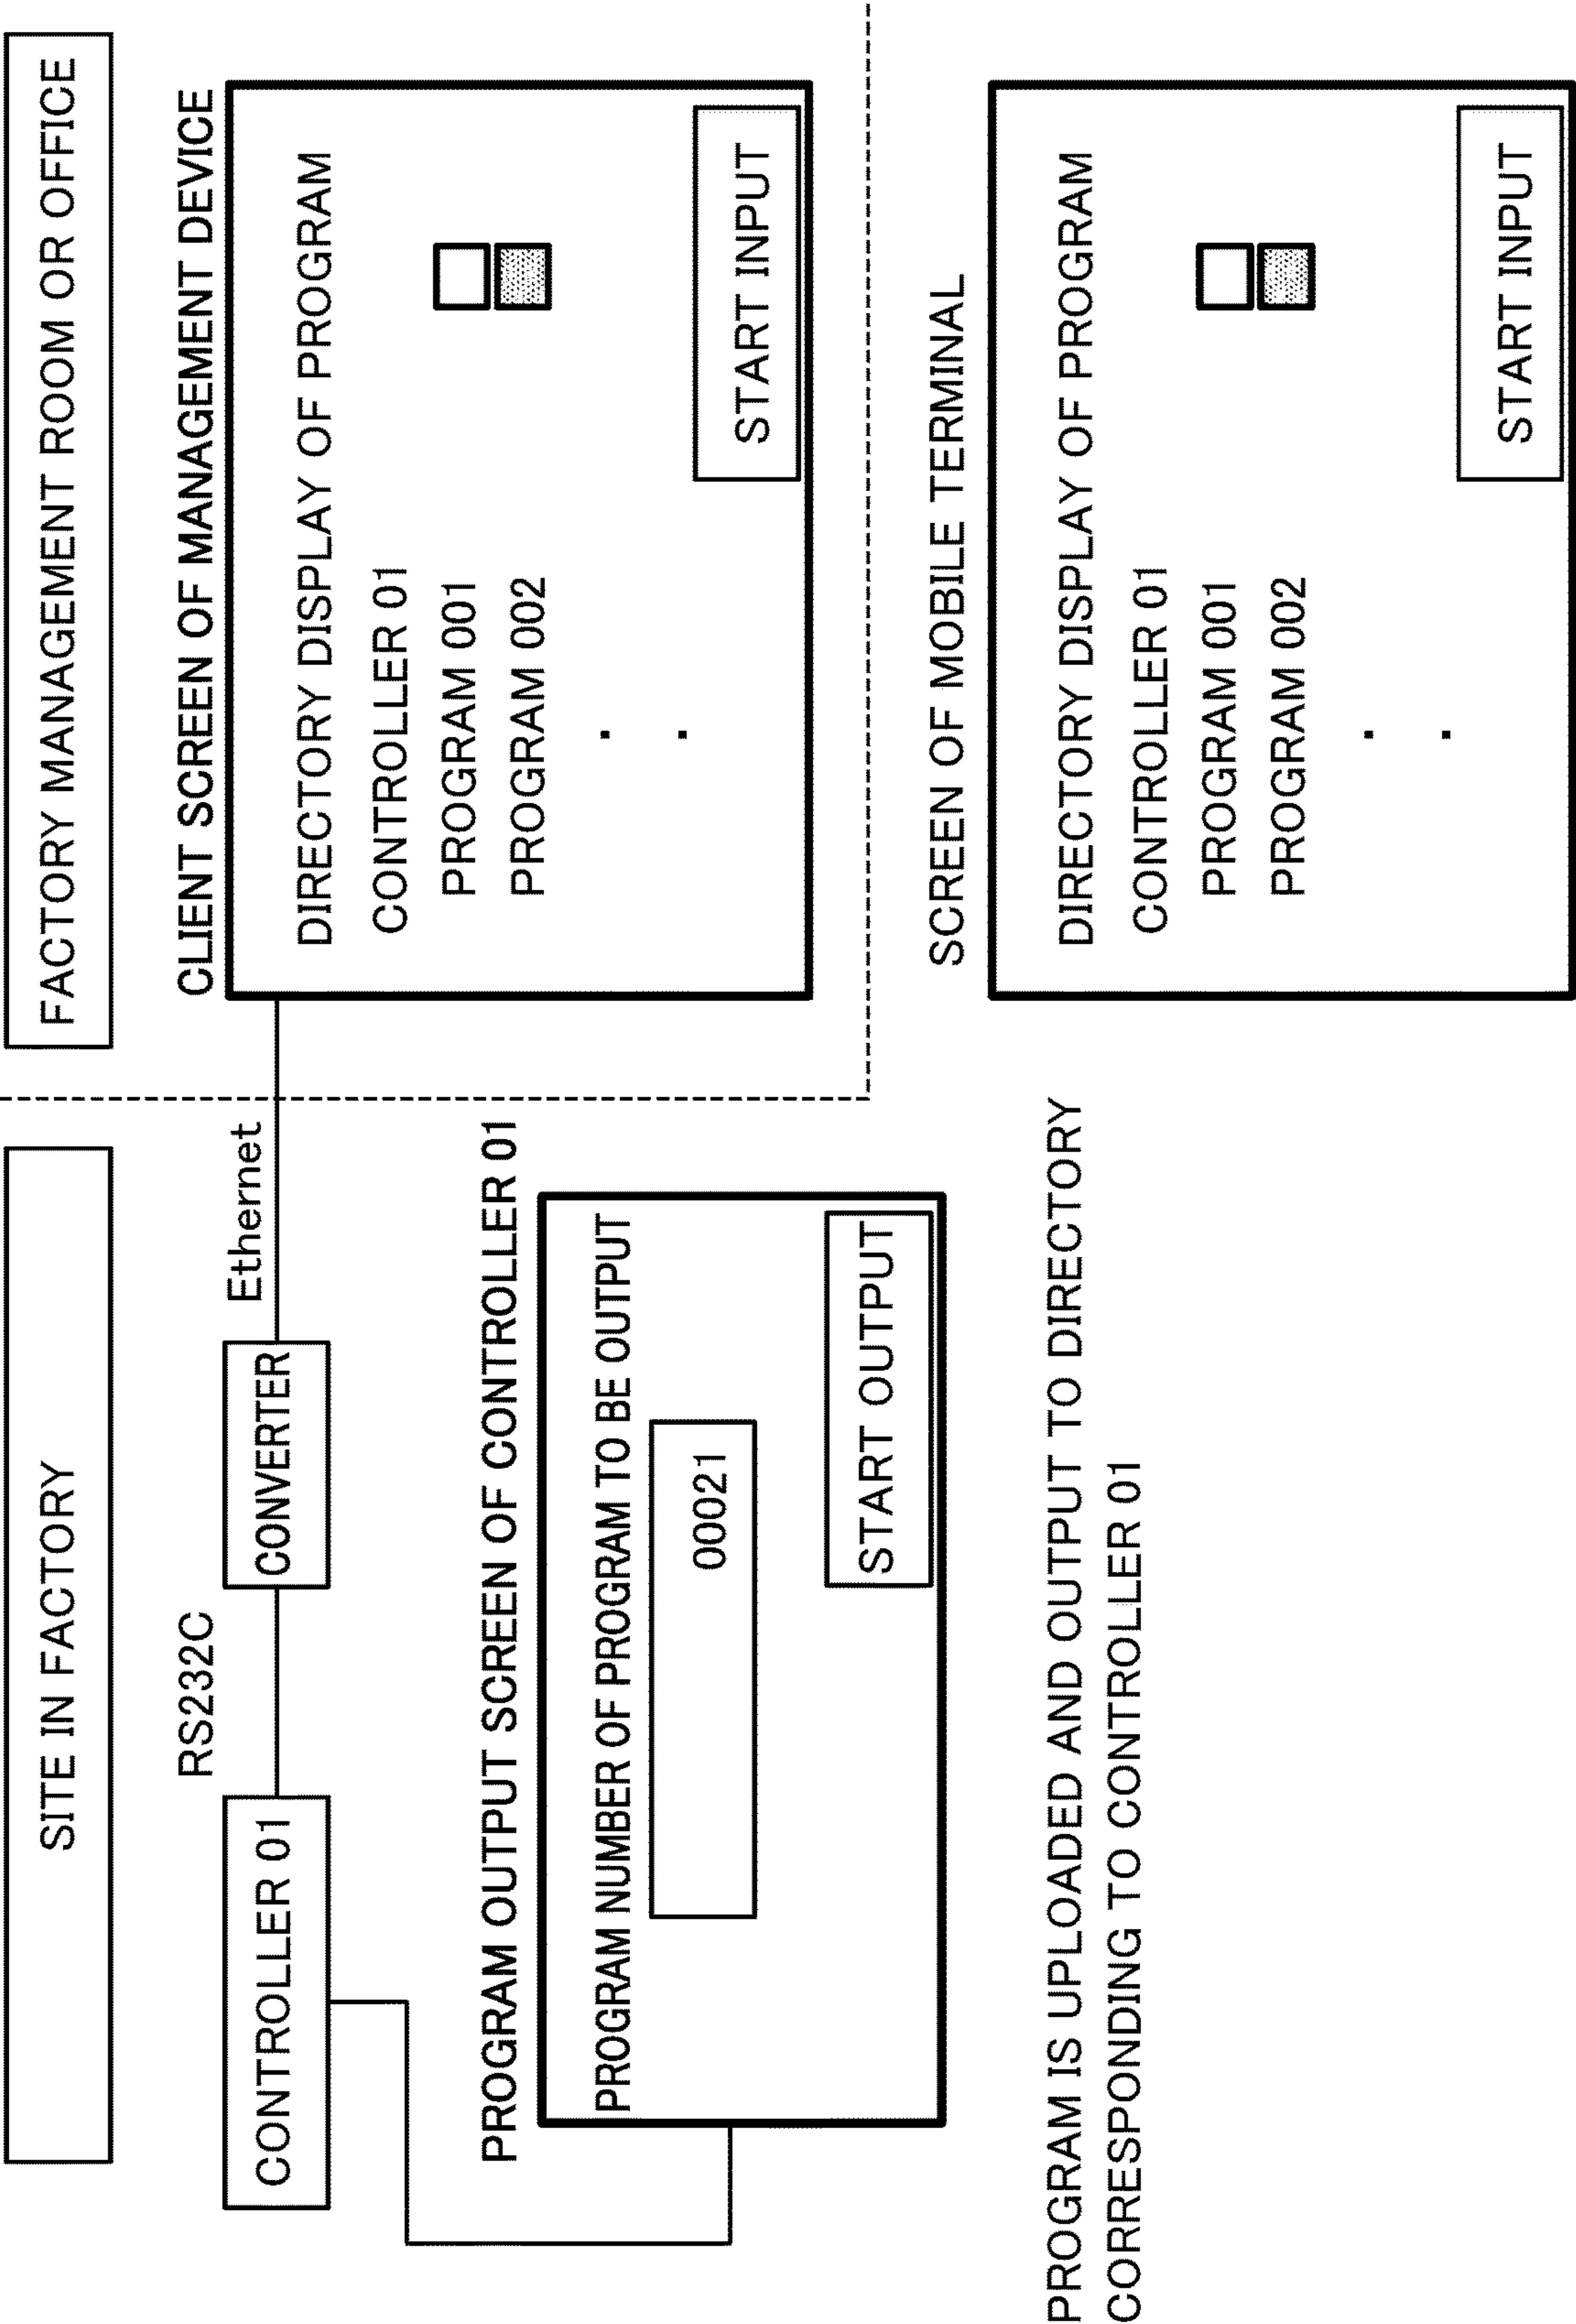 SITE IN FACTORY
FACTORY MANAGEMENT ROOM OR OFFICE
RS232C
CONTROLLER 01
CONVERTER
Ethernet
PROGRAM OUTPUT SCREEN OF CONTROLLER 01
PROGRAM NUMBER OF PROGRAM TO BE OUTPUT
00021
START OUTPUT
PROGRAM IS UPLOADED AND OUTPUT TO DIRECTORY
CORRESPONDING TO CONTROLLER 01
CLIENT SCREEN OF MANAGEMENT DEVICE
DIRECTORY DISPLAY OF PROGRAM
CONTROLLER 01
PROGRAM 001
PROGRAM 002
.
.
START INPUT
SCREEN OF MOBILE TERMINAL
DIRECTORY DISPLAY OF PROGRAM
CONTROLLER 01
PROGRAM 001
PROGRAM 002
.
.
START INPUT